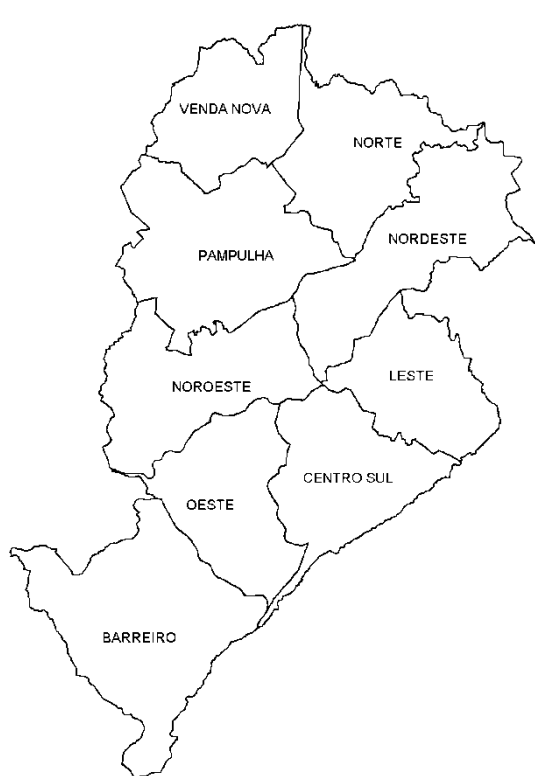 VENDA NOVA
NORTE
NORDESTE
PAMPULHA
LESTE
NOROESTE
CENTRO SUL
OESTE
BARREIRO